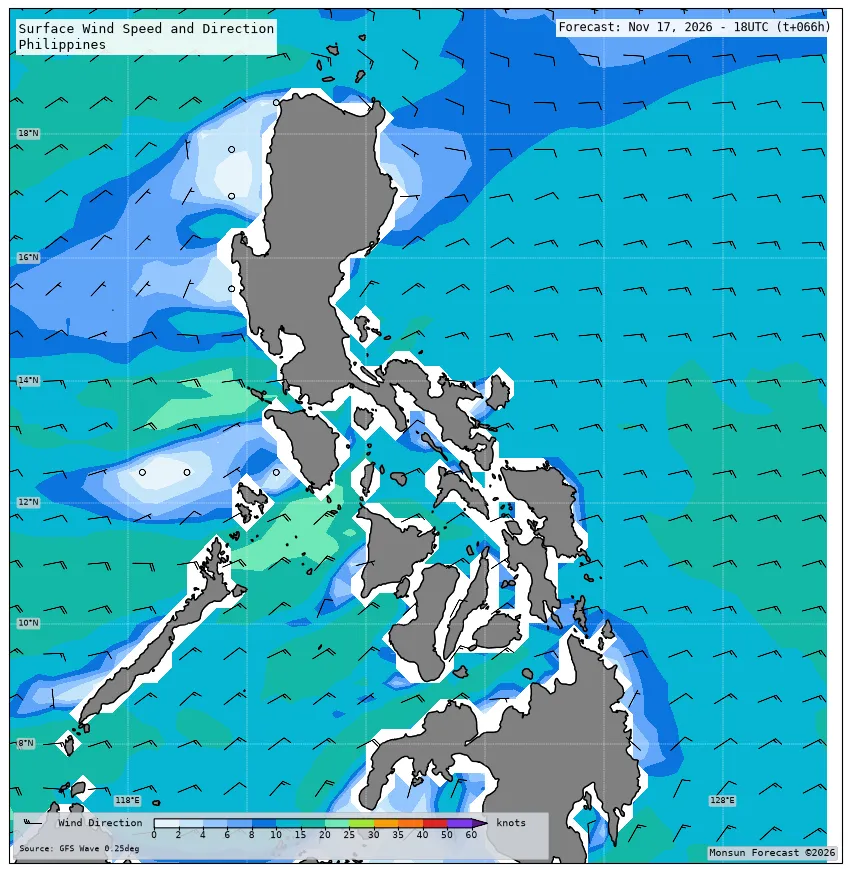 Surface Wind Speed and Direction
Philippines
Forecast: Nov 17, 2026 - 18UTC (t+066h)
18°N
16°N
14°N
12°N
10°N
8°N
118°E
128°E
Wind Direction
knots
0 2 4 6 8 10 15 20 25 30 35 40 50 60
Source: GFS Wave 0.25deg
Monsun Forecast ©2026